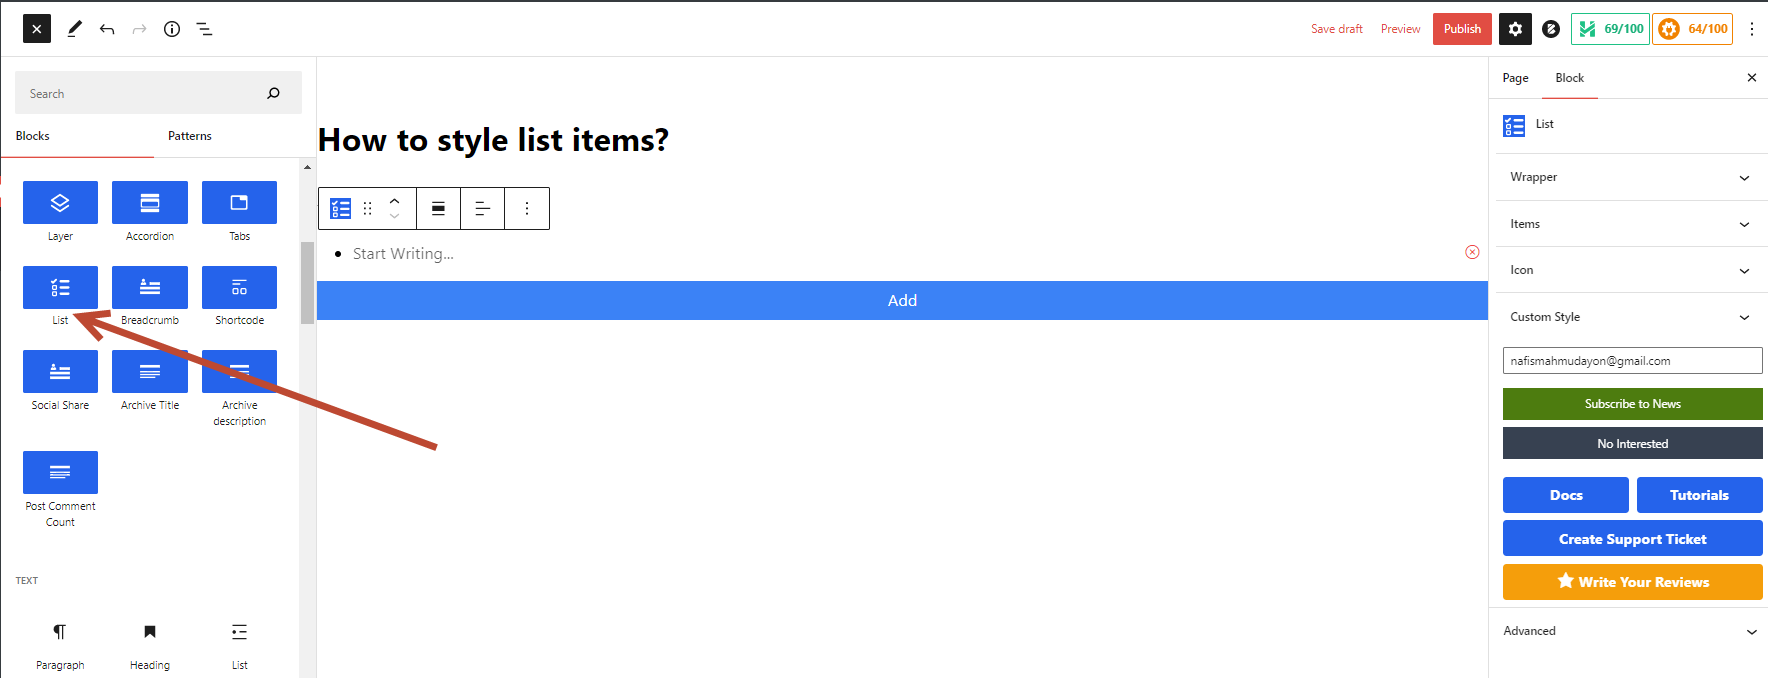 Save draft
Preview
Publish
69/100
64/100
Search
Blocks
Patterns
Layer
Accordion
Tabs
List
Breadcrumb
Shortcode
Social Share
Archive Title
Archive
description
Post Comment
Count
TEXT
Paragraph
Heading
List
How to style list items?
Start Writing...
Add
Page
Block
List
Wrapper
Items
Icon
Custom Style
nafismahmudayon@gmail.com
Subscribe to News
No Interested
Docs
Tutorials
Create Support Ticket
Write Your Reviews
Advanced